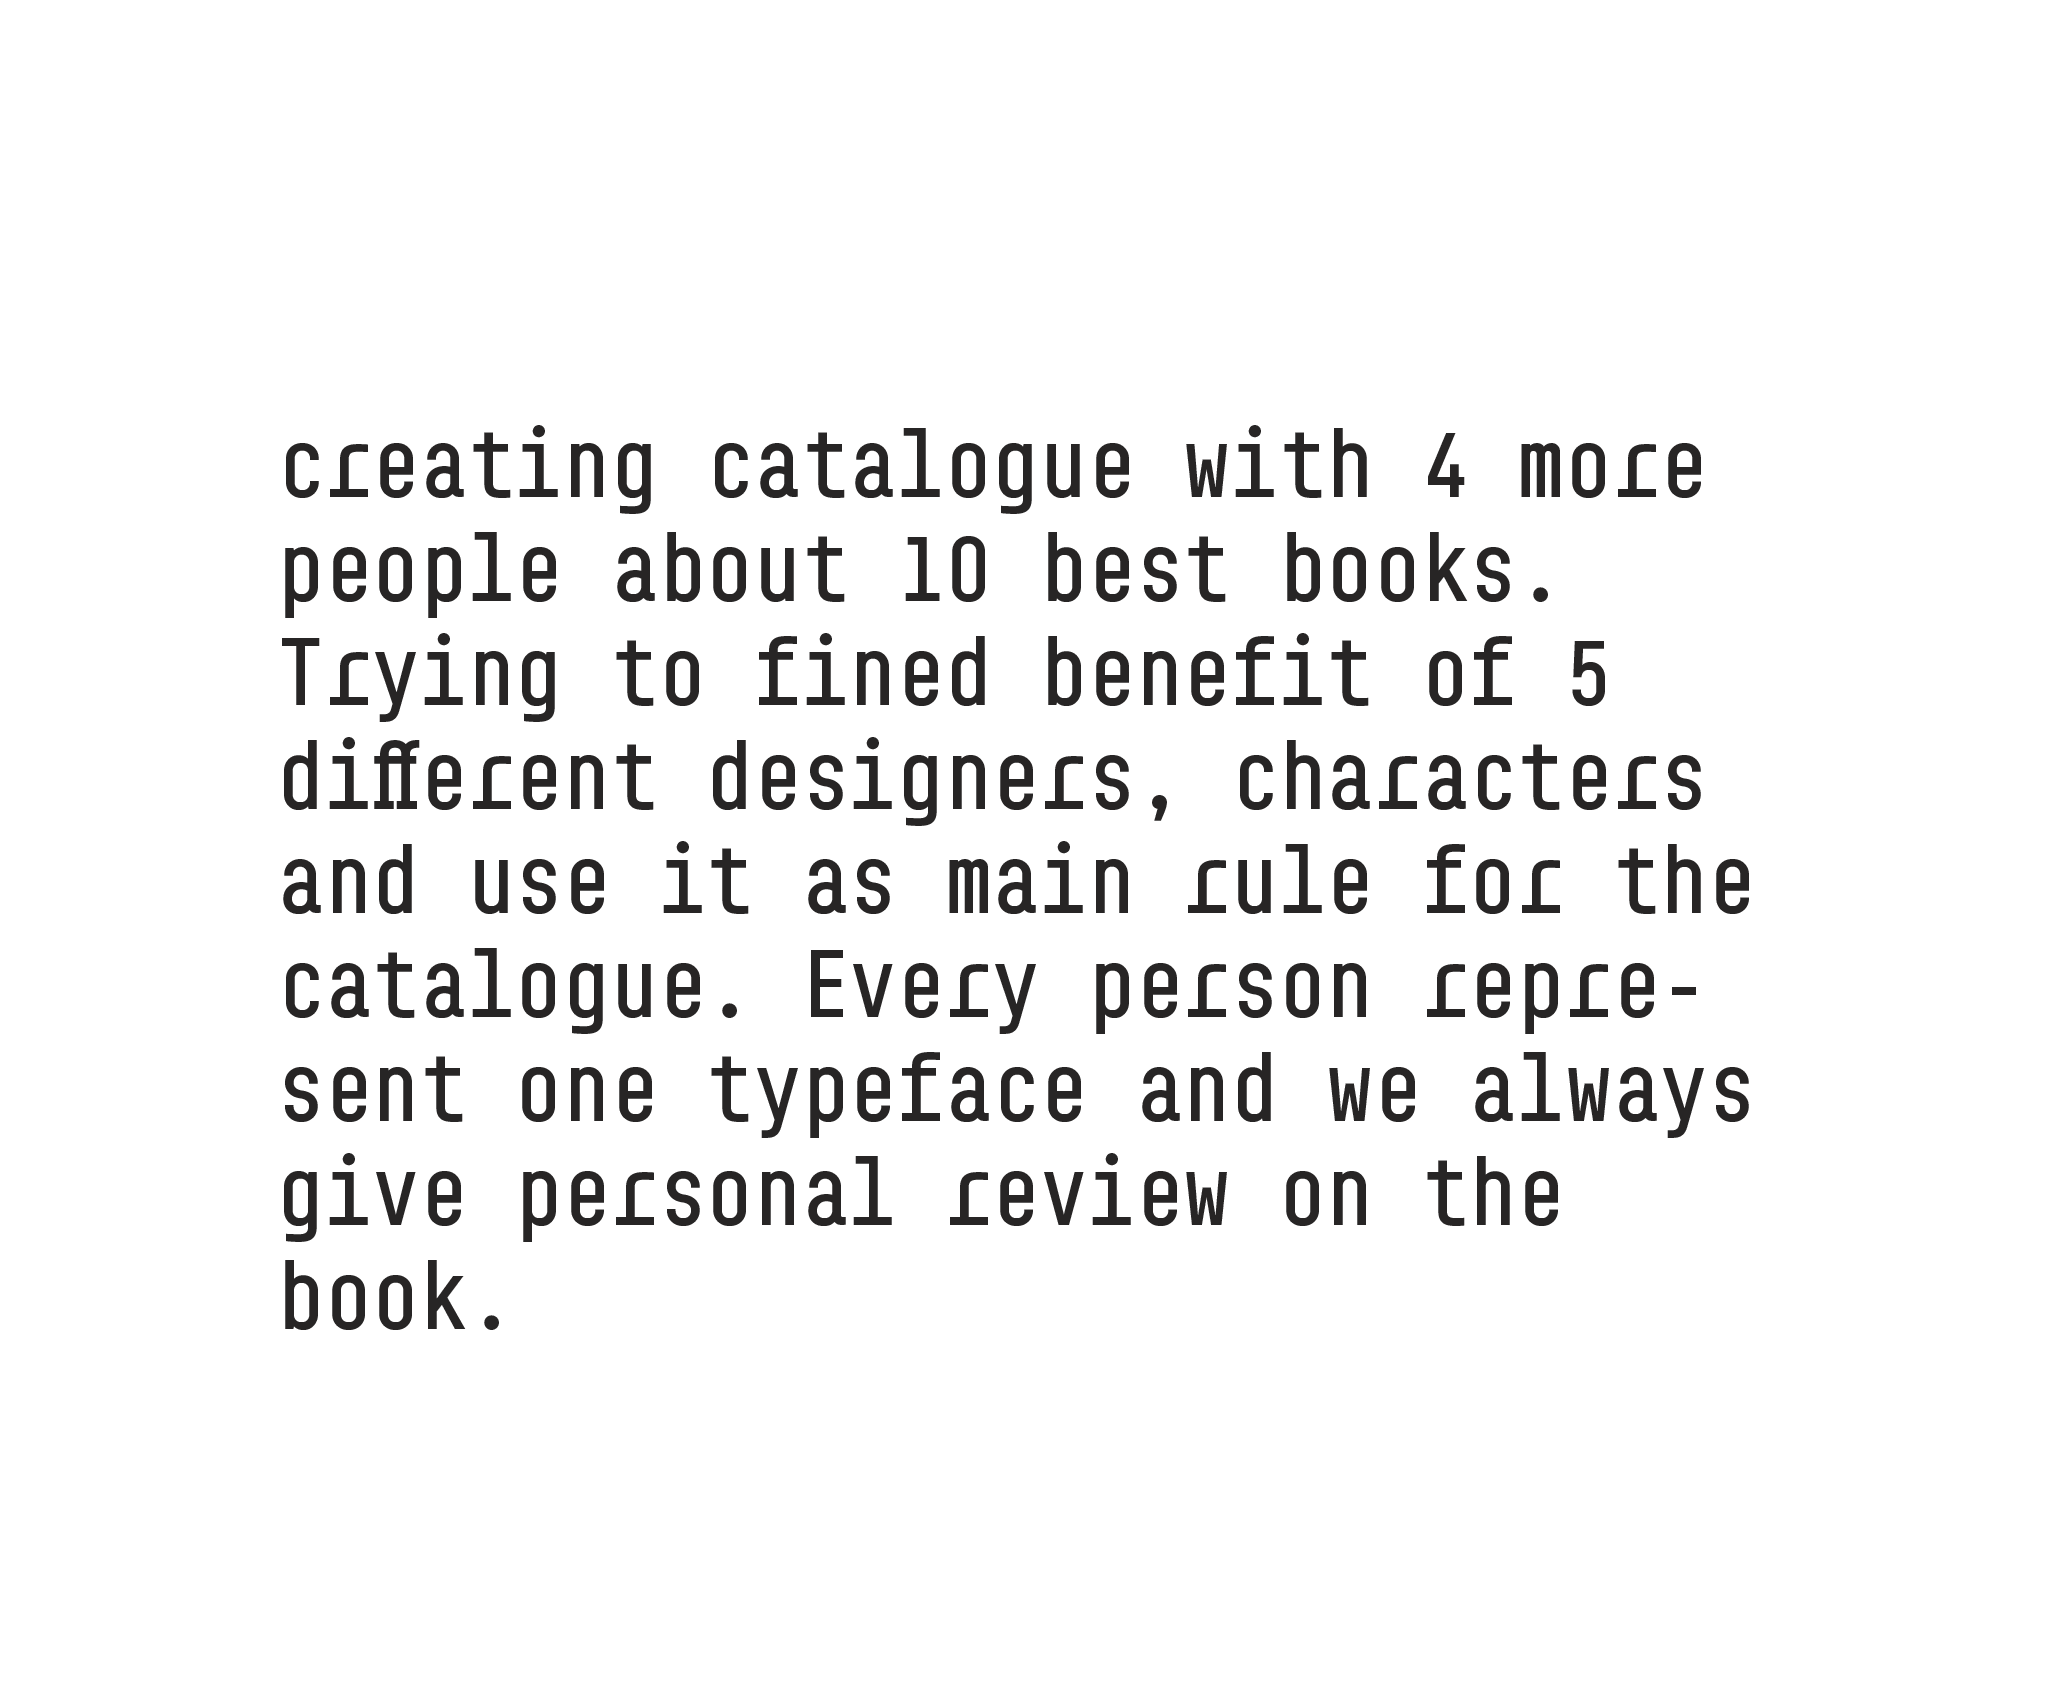 creating catalogue with 4 more
people about 10 best books.
Trying to fined benefit of 5
different designers, characters
and use it as main rule for the
catalogue. Every person repre-
sent one typeface and we always
give personal review on the
book.